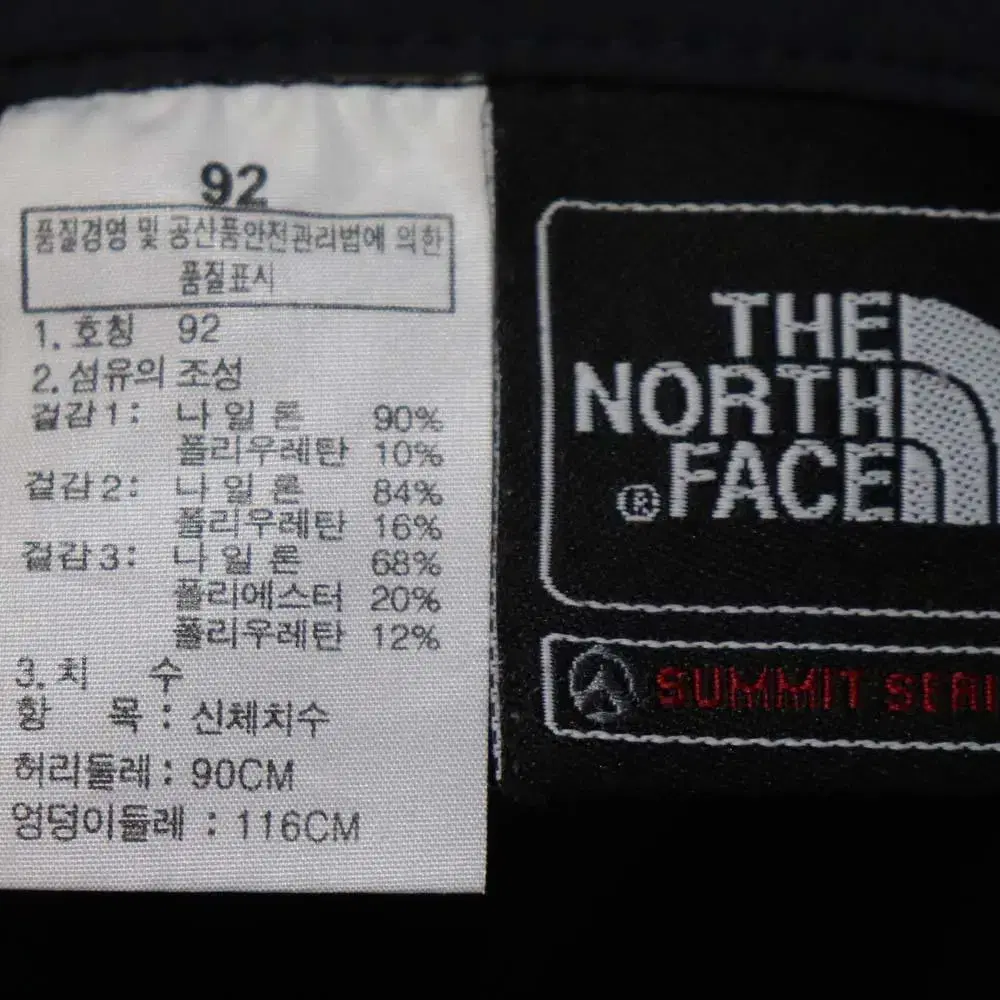 92
품질경영 및 공산품안전관리법에 의한
품질표시
1. 호칭 92
2. 섬유의 조성
겉감1: 나 일 론 90%
폴리우레탄 10%
겉감2: 나 일 론 84%
폴리우레탄 16%
겉감3: 나 일 론 68%
폴리에스터 20%
폴리우레탄 12%
3. 치 수
항 목 : 신체치수
허리둘레 : 90CM
엉덩이둘레 : 116CM
THE
NORTH
® FACE
SUMMIT